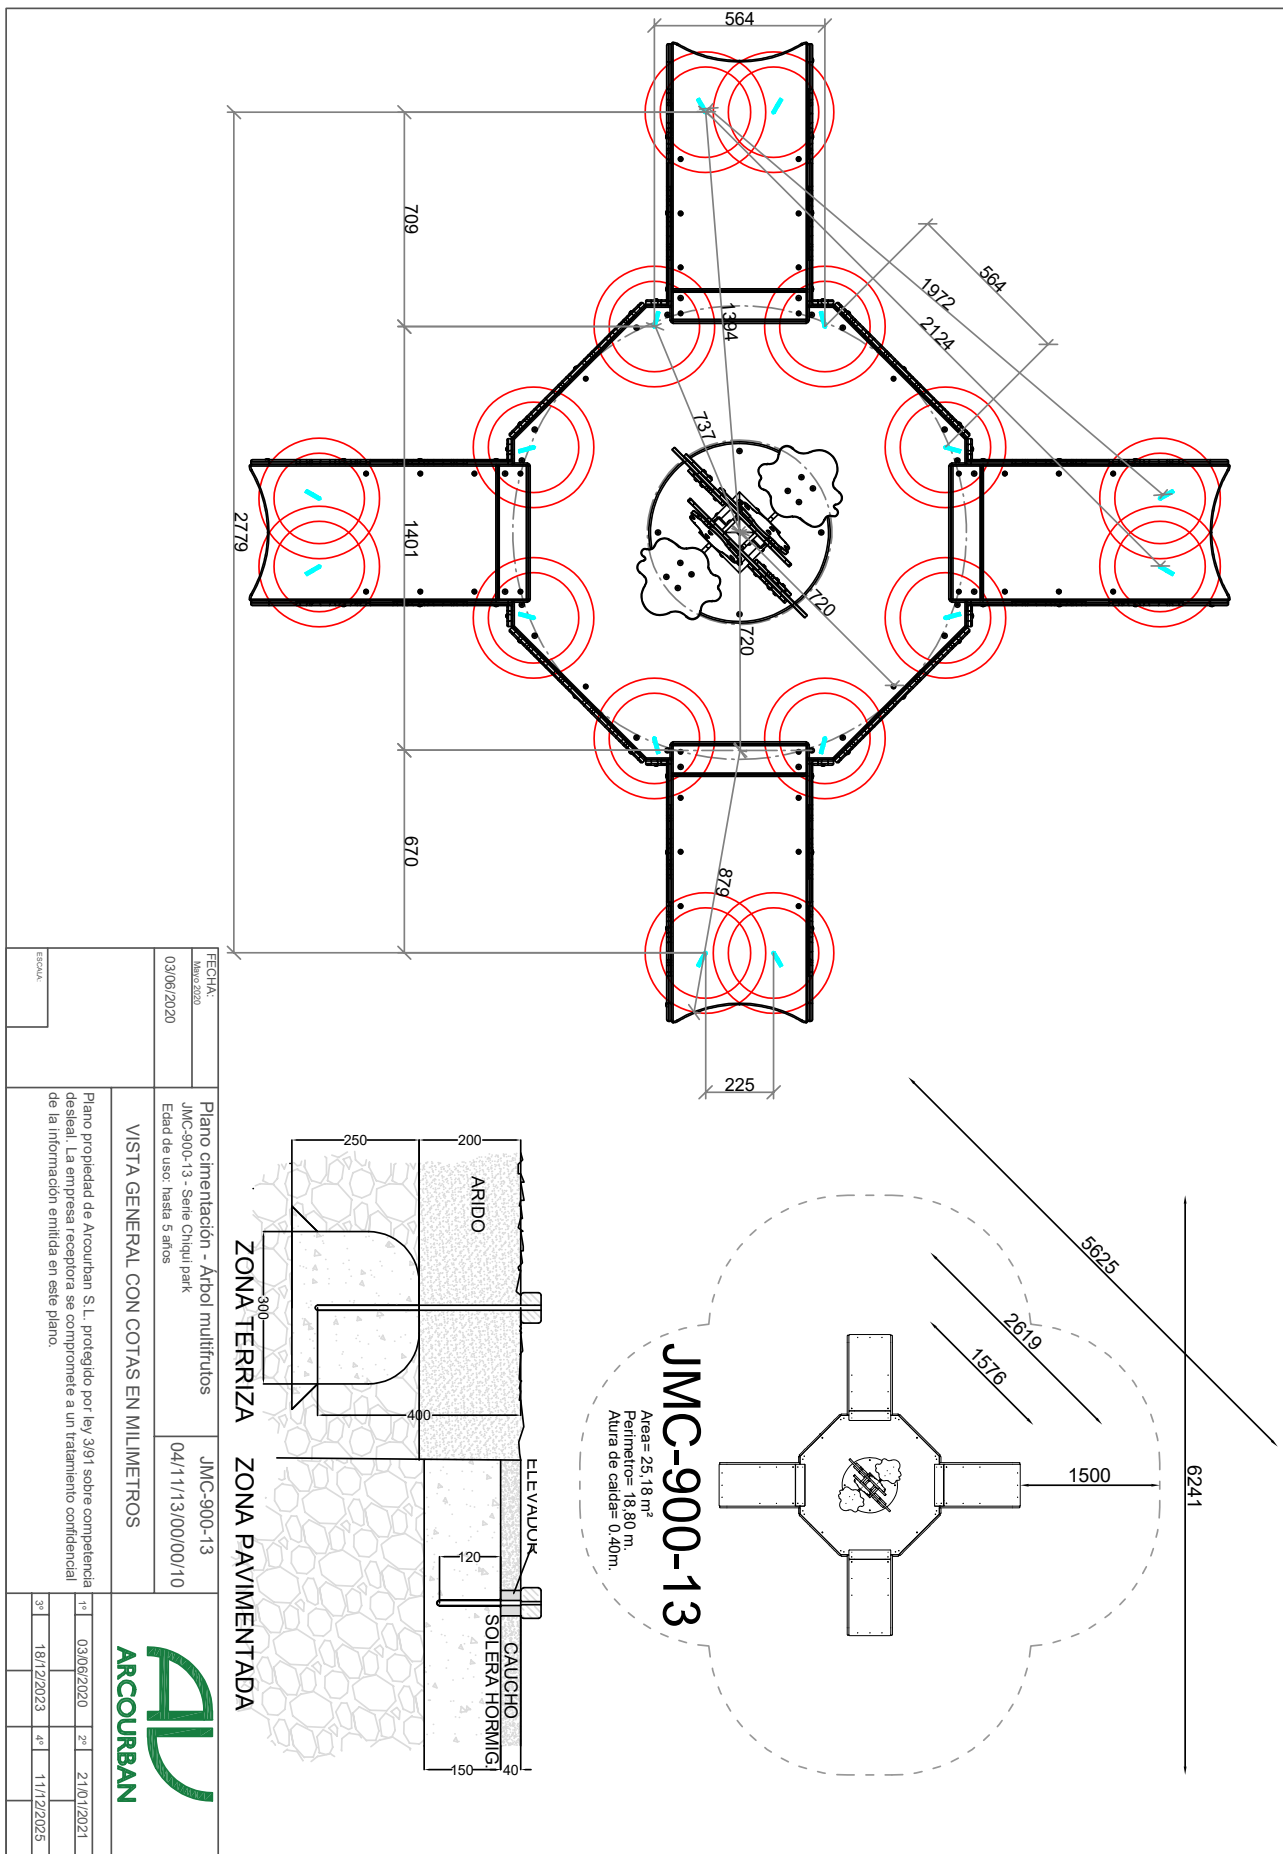 564
709
1401
670
2779
1394
737
720
720
879
225
1972
2124
564
5625
2619
1576
1500
6241
JMC-900-13
Area= 25,18 m²
Perimetro= 18,80 m.
Atura de caida= 0.40m.
250
200
ARIDO
300
400
ZONA TERRIZA
ELEVADOR
120
CAUCHO
SOLERA HORMIG.
150
40
ZONA PAVIMENTADA
FECHA:
Mayo 2020
03/06/2020
ESCALA:
Plano cimentación - Árbol multifrutos
JMC-900-13 - Serie Chiqui park
Edad de uso: hasta 5 años
JMC-900-13
04/11/13/00/00/10
VISTA GENERAL CON COTAS EN MILIMETROS
Plano propiedad de Arcourban S.L. protegido por ley 3/91 sobre competencia
desleal. La empresa receptora se compromete a un tratamiento confidencial
de la información emitida en este plano.
AU
ARCOURBAN
1º 03/06/2020 2º 21/01/2021
3º 18/12/2023 4º 11/12/2025